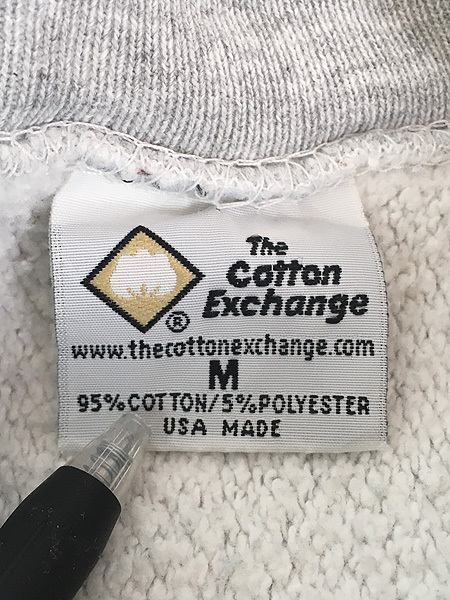 The
Cotton
Exchange
®
www.thecottonexchange.com
M
95%COTTON/5%POLYESTER
USA MADE